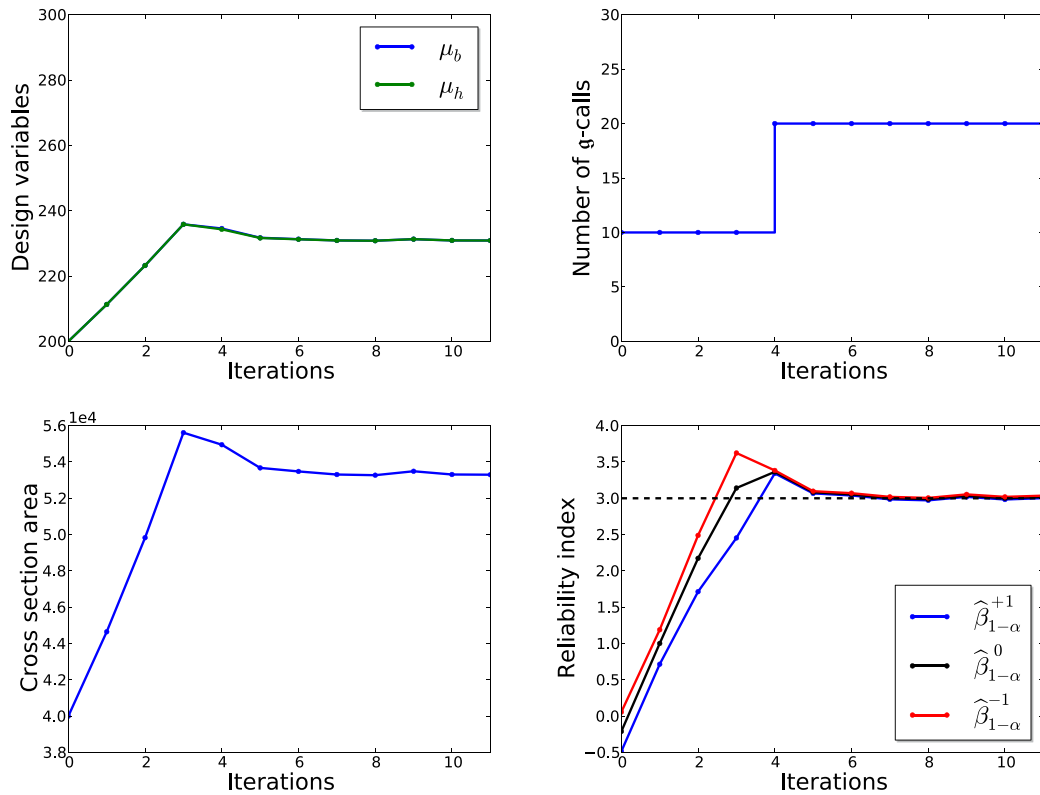 300
280
260
240
220
200
Design variables
μ_b
μ_h
0 2 4 6 8 10
Iterations
30
25
20
15
10
5
0
Number of 𝔤-calls
0 2 4 6 8 10
Iterations
1e4
5.6
5.4
5.2
5.0
4.8
4.6
4.4
4.2
4.0
3.8
Cross section area
0 2 4 6 8 10
Iterations
4.0
3.5
3.0
2.5
2.0
1.5
1.0
0.5
0.0
−0.5
Reliability index
β̂^{+1}_{1−α}
β̂^{0}_{1−α}
β̂^{−1}_{1−α}
0 2 4 6 8 10
Iterations